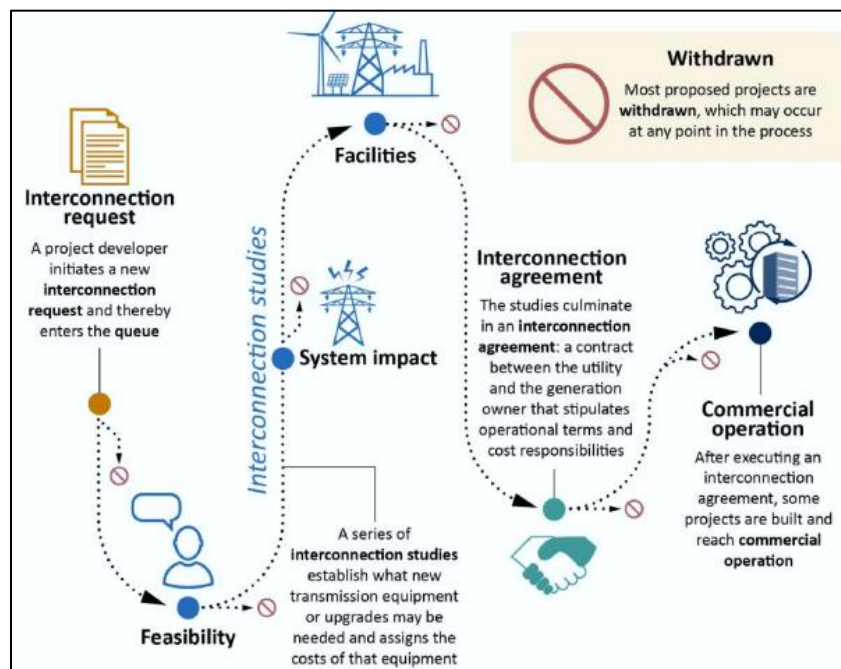 Withdrawn
Most proposed projects are
withdrawn, which may occur
at any point in the process
Facilities
Interconnection
request
A project developer
initiates a new
interconnection
request and thereby
enters the queue
Interconnection studies
System impact
Feasibility
A series of
interconnection studies
establish what new
transmission equipment
or upgrades may be
needed and assigns the
costs of that equipment
Interconnection
agreement
The studies culminate
in an interconnection
agreement: a contract
between the utility
and the generation
owner that stipulates
operational terms and
cost responsibilities
Commercial
operation
After executing an
interconnection
agreement, some
projects are built and
reach commercial
operation